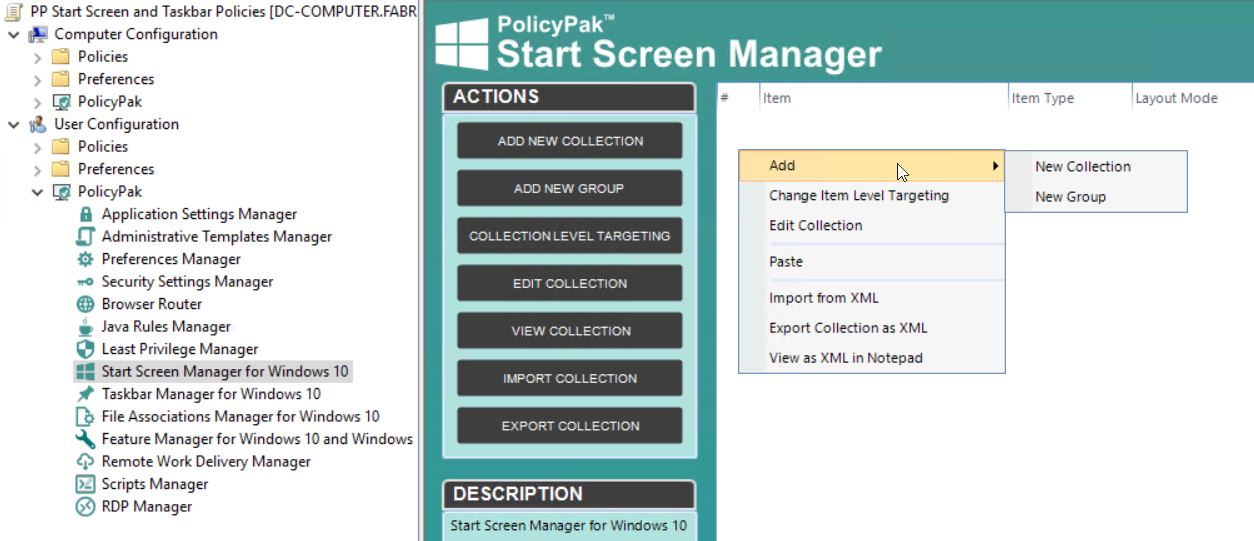 PP Start Screen and Taskbar Policies [DC-COMPUTER.FABR
Computer Configuration
Policies
Preferences
PolicyPak
User Configuration
Policies
Preferences
PolicyPak
Application Settings Manager
Administrative Templates Manager
Preferences Manager
Security Settings Manager
Browser Router
Java Rules Manager
Least Privilege Manager
Start Screen Manager for Windows 10
Taskbar Manager for Windows 10
File Associations Manager for Windows 10
Feature Manager for Windows 10 and Windows
Remote Work Delivery Manager
Scripts Manager
RDP Manager
PolicyPak™
Start Screen Manager
ACTIONS
ADD NEW COLLECTION
ADD NEW GROUP
COLLECTION LEVEL TARGETING
EDIT COLLECTION
VIEW COLLECTION
IMPORT COLLECTION
EXPORT COLLECTION
DESCRIPTION
Start Screen Manager for Windows 10
# Item Item Type Layout Mode
Add
Change Item Level Targeting
Edit Collection
Paste
Import from XML
Export Collection as XML
View as XML in Notepad
New Collection
New Group